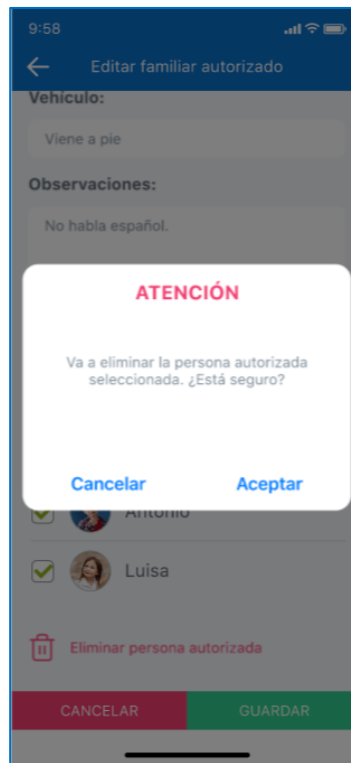 9:58
Editar familiar autorizado
Vehículo:
Viene a pie
Observaciones:
No habla español.
ATENCIÓN
Va a eliminar la persona autorizada
seleccionada. ¿Está seguro?
Cancelar
Aceptar
Antonio
Luisa
Eliminar persona autorizada
CANCELAR
GUARDAR